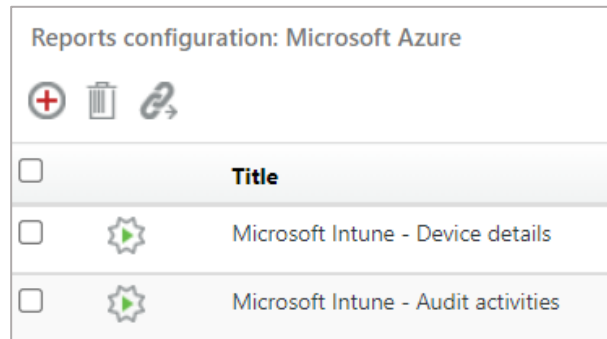 Reports configuration: Microsoft Azure
Title
Microsoft Intune - Device details
Microsoft Intune - Audit activities